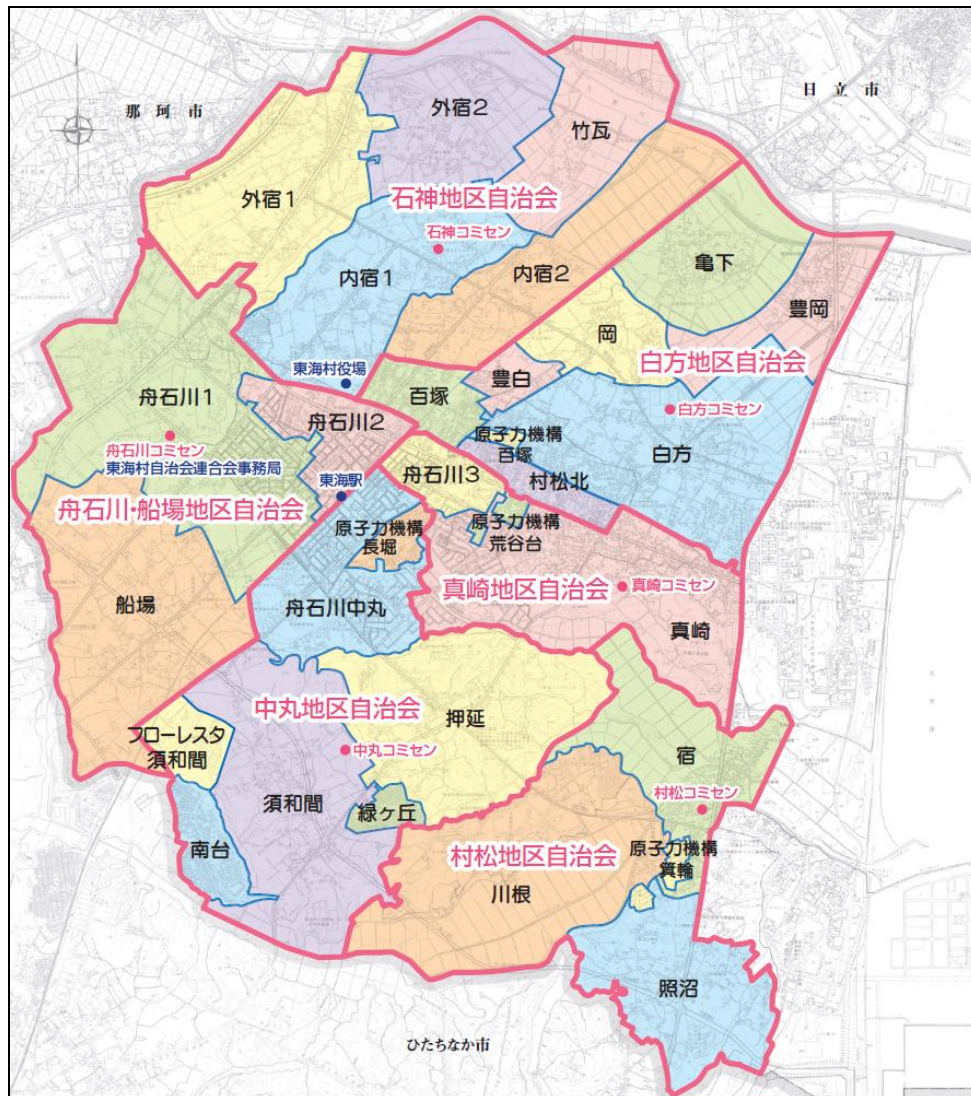 那珂市
日立市
外宿2
竹瓦
外宿1
石神地区自治会
石神コミセン
内宿1
内宿2
亀下
豊岡
岡
白方地区自治会
東海村役場
百塚
豊白
白方コミセン
舟石川1
舟石川2
原子力機構
百塚
白方
舟石川コミセン
東海村自治会連合会事務局
舟石川3
村松北
東海駅
舟石川・船場地区自治会
原子力機構
長堀
原子力機構
荒谷台
真崎地区自治会
真崎コミセン
船場
舟石川中丸
真崎
中丸地区自治会
押延
フローレスタ
須和間
中丸コミセン
宿
須和間
緑ヶ丘
村松コミセン
南台
村松地区自治会
原子力機構
箕輪
川根
照沼
ひたちなか市